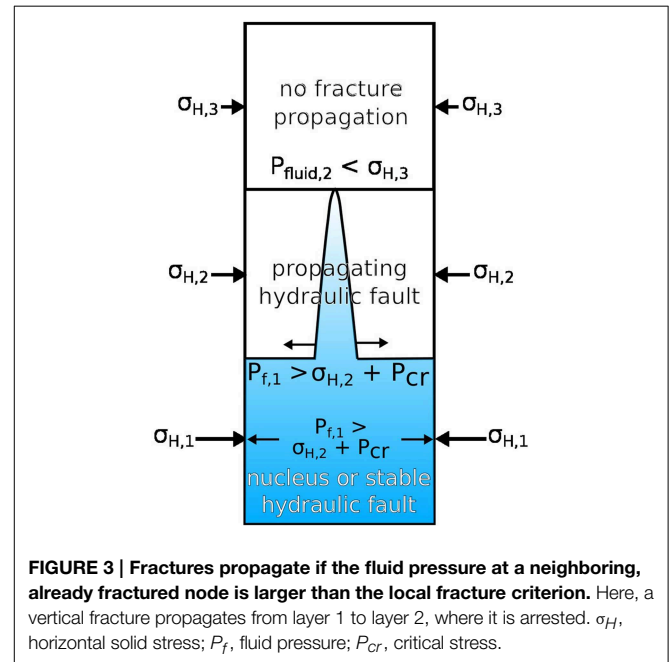 no fracture
propagation
σH,3 σH,3
Pfluid,2 < σH,3
σH,2 σH,2
propagating
hydraulic fault
Pf,1 > σH,2 + Pcr
σH,1 σH,1
Pf,1 >
σH,2 + Pcr
nucleus or stable
hydraulic fault
FIGURE 3 | Fractures propagate if the fluid pressure at a neighboring,
already fractured node is larger than the local fracture criterion. Here, a
vertical fracture propagates from layer 1 to layer 2, where it is arrested. σH,
horizontal solid stress; Pf, fluid pressure; Pcr, critical stress.